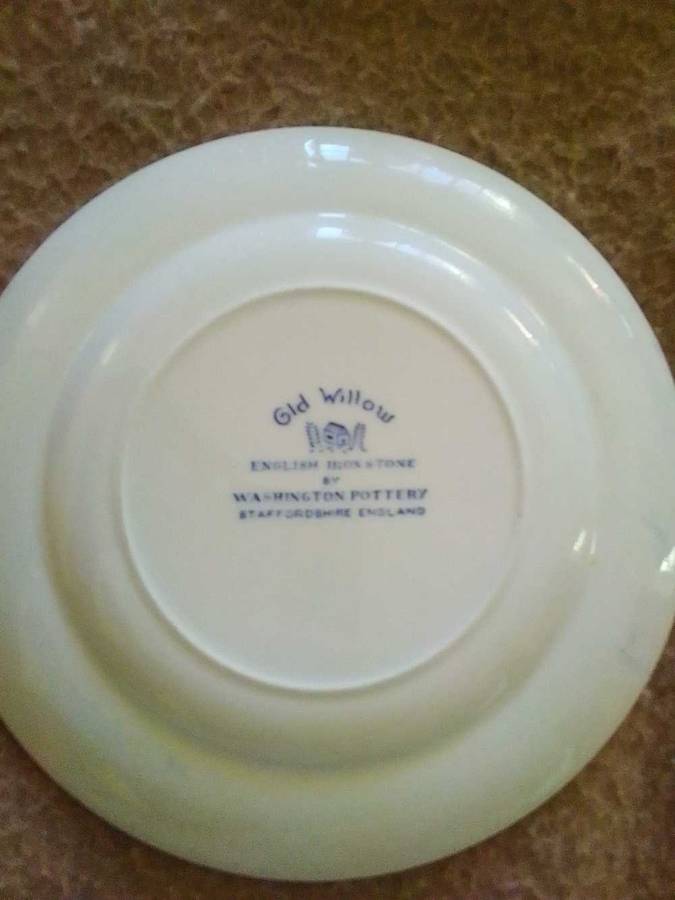 Old Willow
ENGLISH IRONSTONE
BY
WASHINGTON POTTERY
STAFFORDSHIRE ENGLAND